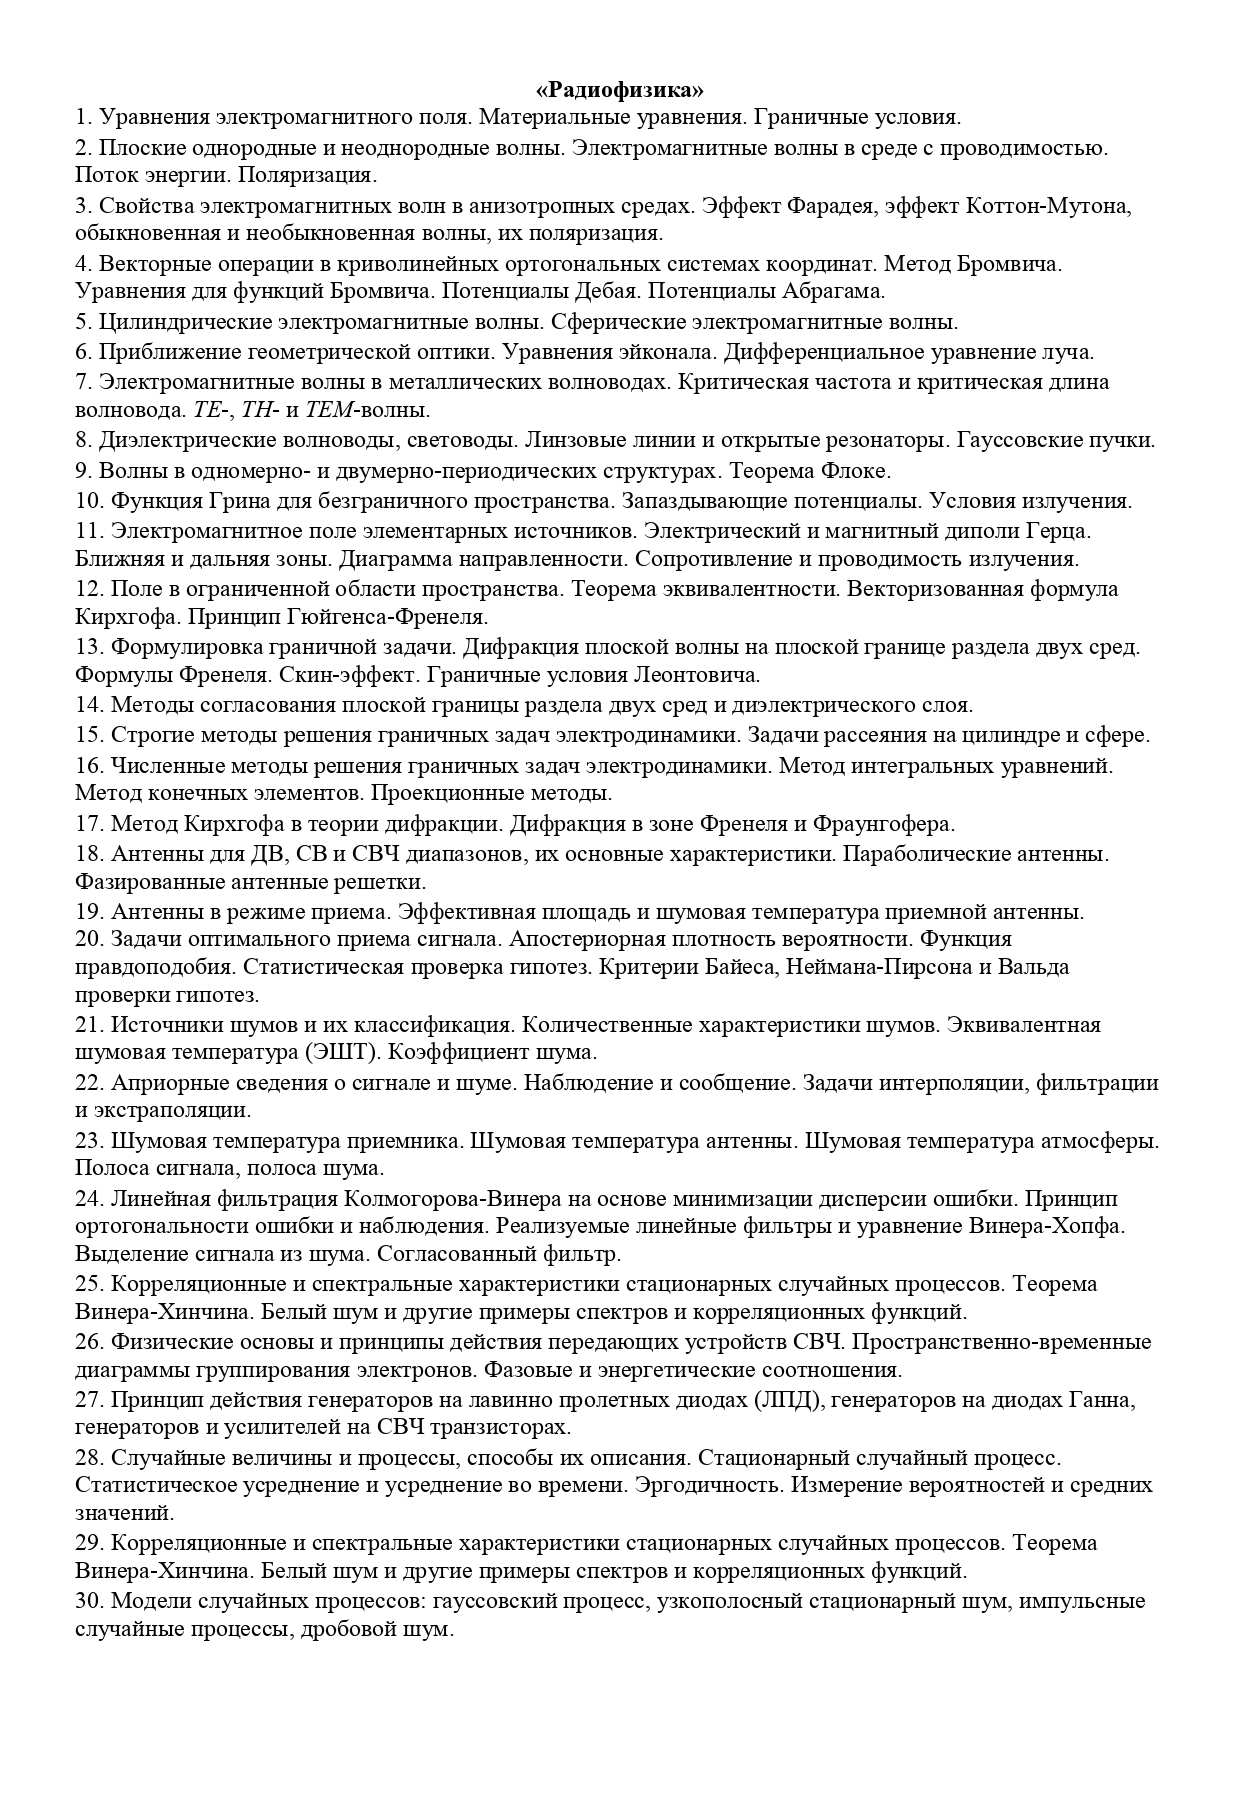 «Радиофизика»
1. Уравнения электромагнитного поля. Материальные уравнения. Граничные условия.
2. Плоские однородные и неоднородные волны. Электромагнитные волны в среде с проводимостью.
Поток энергии. Поляризация.
3. Свойства электромагнитных волн в анизотропных средах. Эффект Фарадея, эффект Коттон-Мутона,
обыкновенная и необыкновенная волны, их поляризация.
4. Векторные операции в криволинейных ортогональных системах координат. Метод Бромвича.
Уравнения для функций Бромвича. Потенциалы Дебая. Потенциалы Абрагама.
5. Цилиндрические электромагнитные волны. Сферические электромагнитные волны.
6. Приближение геометрической оптики. Уравнения эйконала. Дифференциальное уравнение луча.
7. Электромагнитные волны в металлических волноводах. Критическая частота и критическая длина
волновода. TE-, TH- и TEM-волны.
8. Диэлектрические волноводы, световоды. Линзовые линии и открытые резонаторы. Гауссовские пучки.
9. Волны в одномерно- и двумерно-периодических структурах. Теорема Флоке.
10. Функция Грина для безграничного пространства. Запаздывающие потенциалы. Условия излучения.
11. Электромагнитное поле элементарных источников. Электрический и магнитный диполи Герца.
Ближняя и дальняя зоны. Диаграмма направленности. Сопротивление и проводимость излучения.
12. Поле в ограниченной области пространства. Теорема эквивалентности. Векторизованная формула
Кирхгофа. Принцип Гюйгенса-Френеля.
13. Формулировка граничной задачи. Дифракция плоской волны на плоской границе раздела двух сред.
Формулы Френеля. Скин-эффект. Граничные условия Леонтовича.
14. Методы согласования плоской границы раздела двух сред и диэлектрического слоя.
15. Строгие методы решения граничных задач электродинамики. Задачи рассеяния на цилиндре и сфере.
16. Численные методы решения граничных задач электродинамики. Метод интегральных уравнений.
Метод конечных элементов. Проекционные методы.
17. Метод Кирхгофа в теории дифракции. Дифракция в зоне Френеля и Фраунгофера.
18. Антенны для ДВ, СВ и СВЧ диапазонов, их основные характеристики. Параболические антенны.
Фазированные антенные решетки.
19. Антенны в режиме приема. Эффективная площадь и шумовая температура приемной антенны.
20. Задачи оптимального приема сигнала. Апостериорная плотность вероятности. Функция
правдоподобия. Статистическая проверка гипотез. Критерии Байеса, Неймана-Пирсона и Вальда
проверки гипотез.
21. Источники шумов и их классификация. Количественные характеристики шумов. Эквивалентная
шумовая температура (ЭШТ). Коэффициент шума.
22. Априорные сведения о сигнале и шуме. Наблюдение и сообщение. Задачи интерполяции, фильтрации
и экстраполяции.
23. Шумовая температура приемника. Шумовая температура антенны. Шумовая температура атмосферы.
Полоса сигнала, полоса шума.
24. Линейная фильтрация Колмогорова-Винера на основе минимизации дисперсии ошибки. Принцип
ортогональности ошибки и наблюдения. Реализуемые линейные фильтры и уравнение Винера-Хопфа.
Выделение сигнала из шума. Согласованный фильтр.
25. Корреляционные и спектральные характеристики стационарных случайных процессов. Теорема
Винера-Хинчина. Белый шум и другие примеры спектров и корреляционных функций.
26. Физические основы и принципы действия передающих устройств СВЧ. Пространственно-временные
диаграммы группирования электронов. Фазовые и энергетические соотношения.
27. Принцип действия генераторов на лавинно пролетных диодах (ЛПД), генераторов на диодах Ганна,
генераторов и усилителей на СВЧ транзисторах.
28. Случайные величины и процессы, способы их описания. Стационарный случайный процесс.
Статистическое усреднение и усреднение во времени. Эргодичность. Измерение вероятностей и средних
значений.
29. Корреляционные и спектральные характеристики стационарных случайных процессов. Теорема
Винера-Хинчина. Белый шум и другие примеры спектров и корреляционных функций.
30. Модели случайных процессов: гауссовский процесс, узкополосный стационарный шум, импульсные
случайные процессы, дробовой шум.